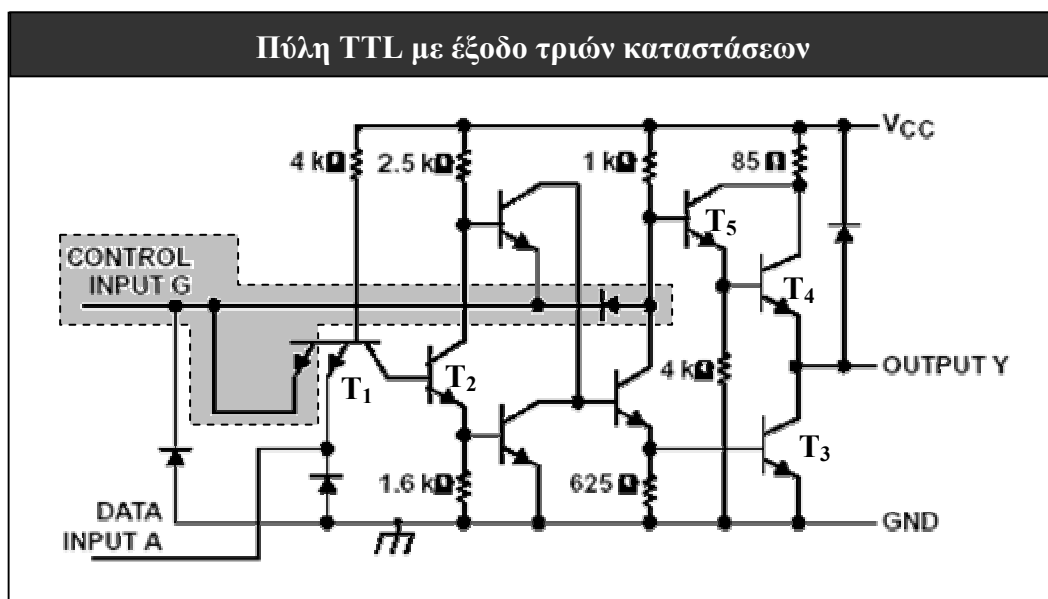 Πύλη TTL με έξοδο τριών καταστάσεων
VCC
4 kΩ
2.5 kΩ
1 kΩ
85 Ω
T5
CONTROL
INPUT G
T4
T1
T2
4 kΩ
OUTPUT Y
T3
1.6 kΩ
625 Ω
DATA
INPUT A
GND